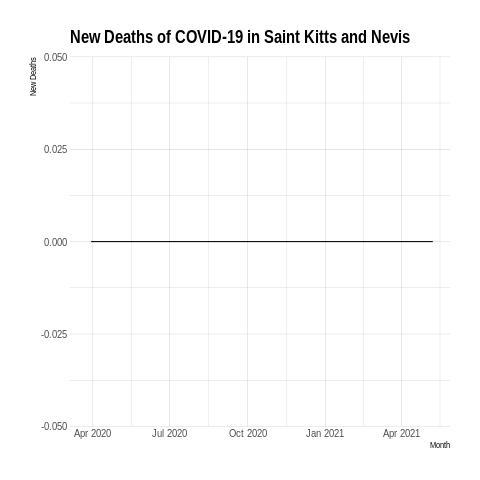 New Deaths of COVID-19 in Saint Kitts and Nevis
New Deaths
0.050
0.025
0.000
-0.025
-0.050
Apr 2020 Jul 2020 Oct 2020 Jan 2021 Apr 2021
Month